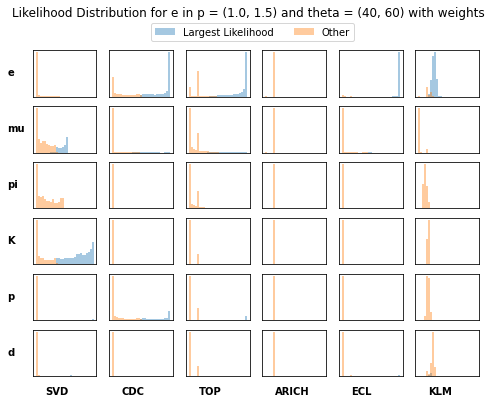 Likelihood Distribution for e in p = (1.0, 1.5) and theta = (40, 60) with weights
Largest Likelihood Other
e
mu
pi
K
p
d
SVD CDC TOP ARICH ECL KLM